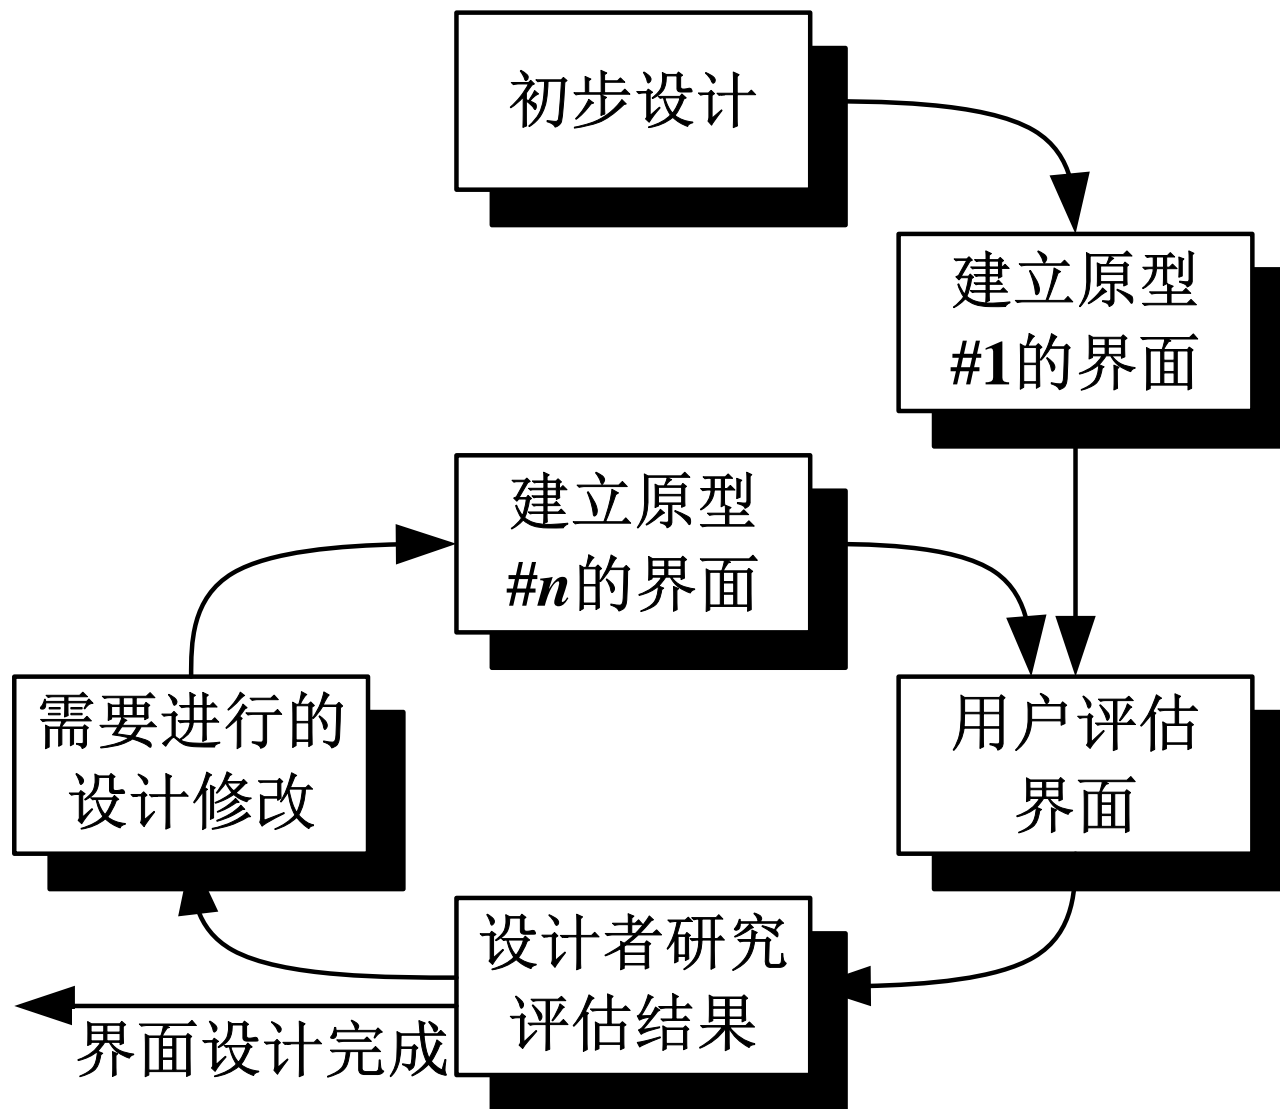 初步设计
建立原型
#1的界面
建立原型
#n的界面
需要进行的
设计修改
用户评估
界面
设计者研究
评估结果
界面设计完成